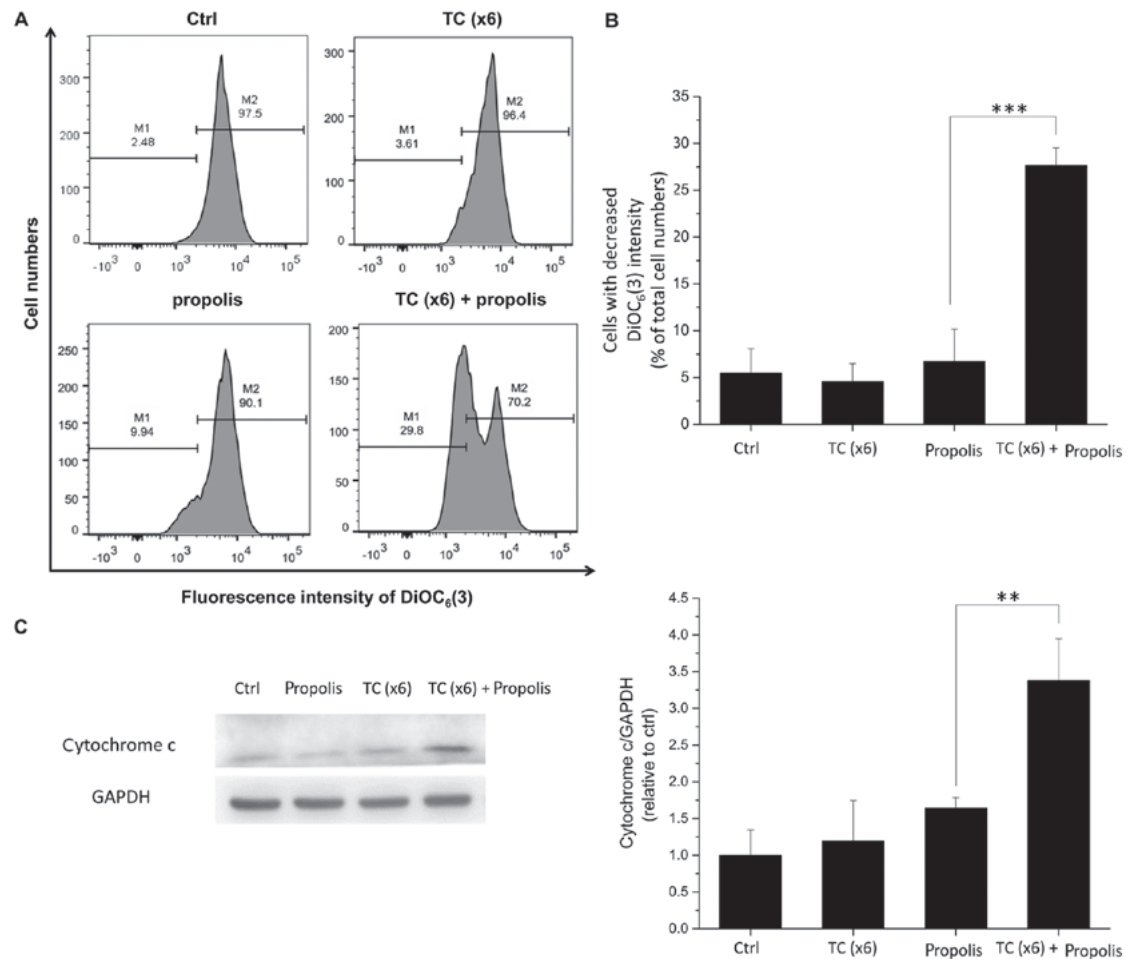 A
Ctrl
TC (x6)
300
200
100
0
M1
2.48
M2
97.5
-10³ 0 10³ 10⁴ 10⁵
300
200
100
0
M1
3.61
M2
96.4
-10³ 0 10³ 10⁴ 10⁵
propolis
TC (x6) + propolis
250
200
150
100
50
0
M1
9.94
M2
90.1
-10³ 0 10³ 10⁴ 10⁵
200
150
100
50
0
M1
29.8
M2
70.2
-10³ 0 10³ 10⁴ 10⁵
Cell numbers
Fluorescence intensity of DiOC₆(3)
B
Cells with decreased
DiOC₆(3) intensity
(% of total cell numbers)
35
30
25
20
15
10
5
0
***
Ctrl TC (x6) Propolis TC (x6) + Propolis
C
Ctrl Propolis TC (x6) TC (x6) + Propolis
Cytochrome c
GAPDH
Cytochrome c/GAPDH
(relative to ctrl)
4.5
4.0
3.5
3.0
2.5
2.0
1.5
1.0
0.5
0.0
**
Ctrl TC (x6) Propolis TC (x6) + Propolis